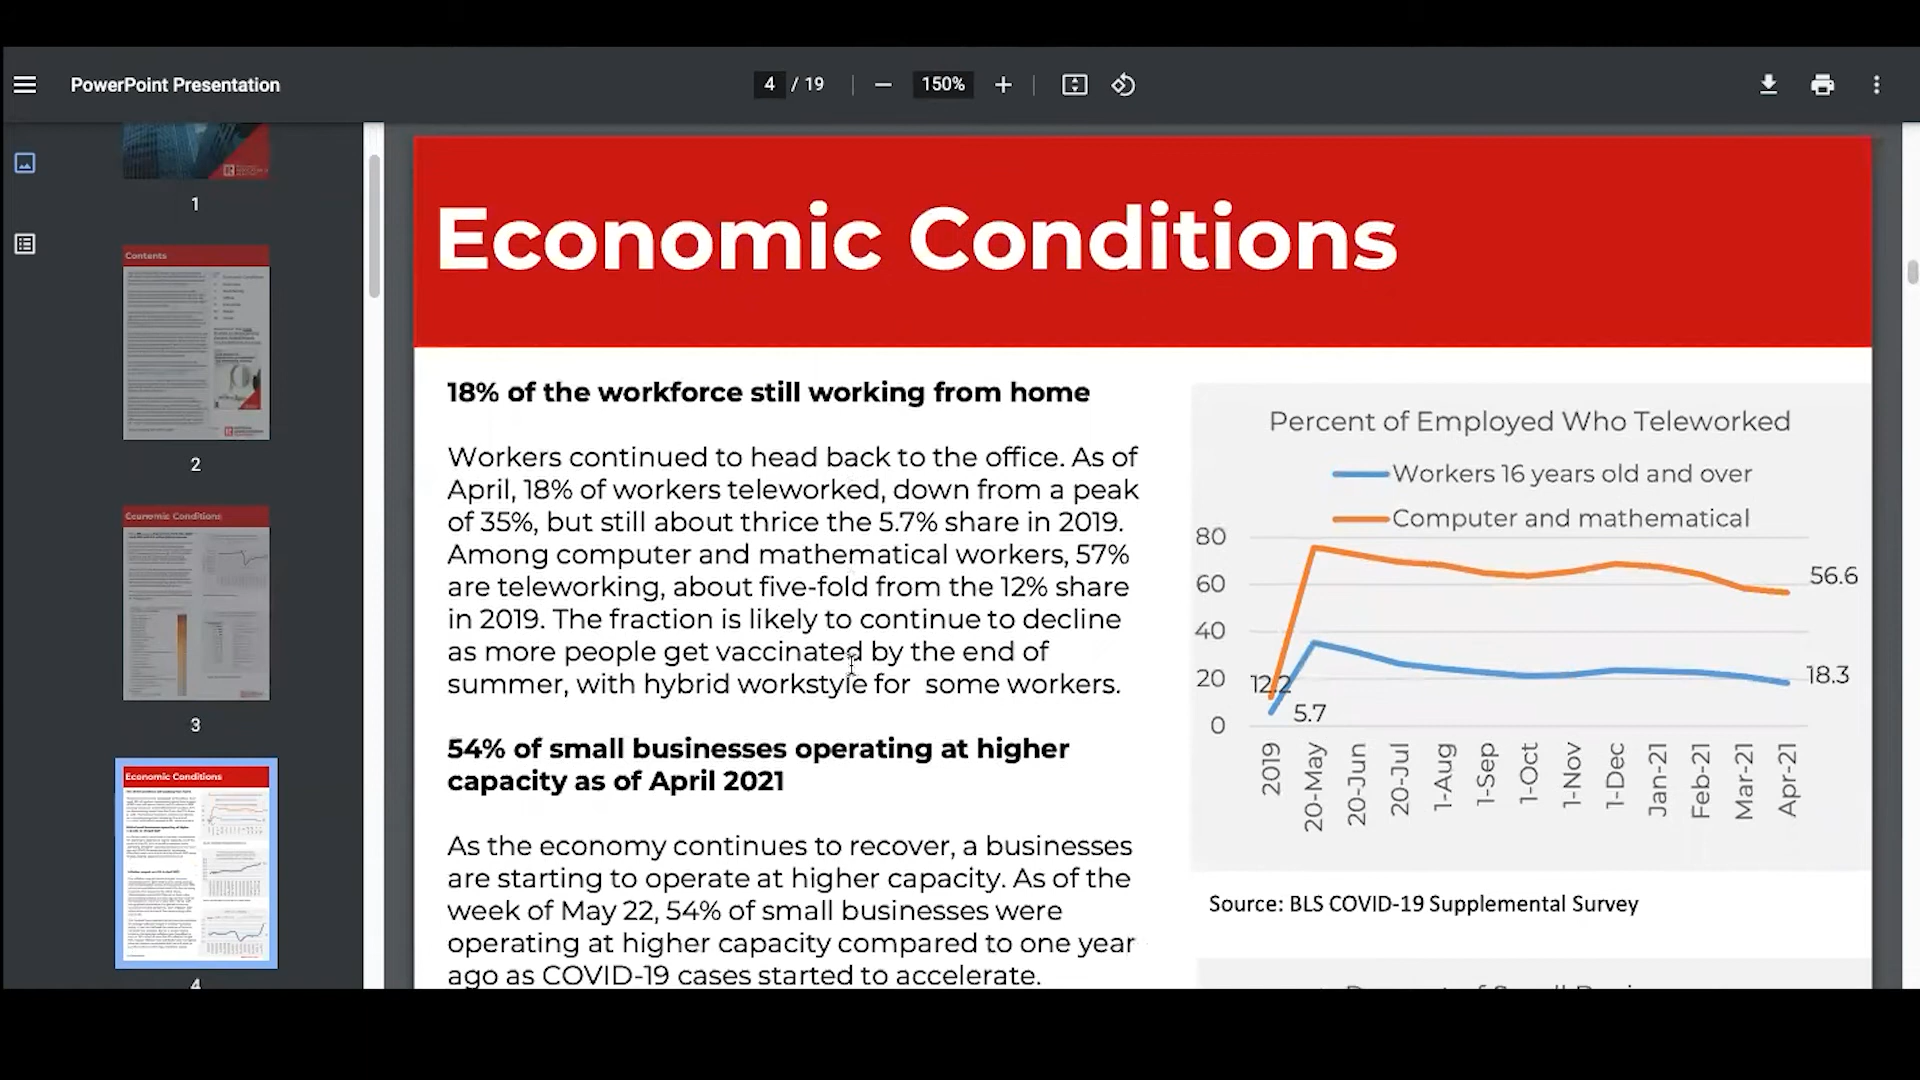 PowerPoint Presentation
4 / 19
150%
1
Contents
2
Economic Conditions
3
Economic Conditions
4
Economic Conditions
18% of the workforce still working from home
Workers continued to head back to the office. As of
April, 18% of workers teleworked, down from a peak
of 35%, but still about thrice the 5.7% share in 2019.
Among computer and mathematical workers, 57%
are teleworking, about five-fold from the 12% share
in 2019. The fraction is likely to continue to decline
as more people get vaccinated by the end of
summer, with hybrid workstyle for  some workers.
54% of small businesses operating at higher
capacity as of April 2021
As the economy continues to recover, a businesses
are starting to operate at higher capacity. As of the
week of May 22, 54% of small businesses were
operating at higher capacity compared to one year
ago as COVID-19 cases started to accelerate.
Percent of Employed Who Teleworked
Workers 16 years old and over
Computer and mathematical
80
60
40
20
0
56.6
18.3
12.2
5.7
2019
20-May
20-Jun
20-Jul
1-Aug
1-Sep
1-Oct
1-Nov
1-Dec
Jan-21
Feb-21
Mar-21
Apr-21
Source: BLS COVID-19 Supplemental Survey